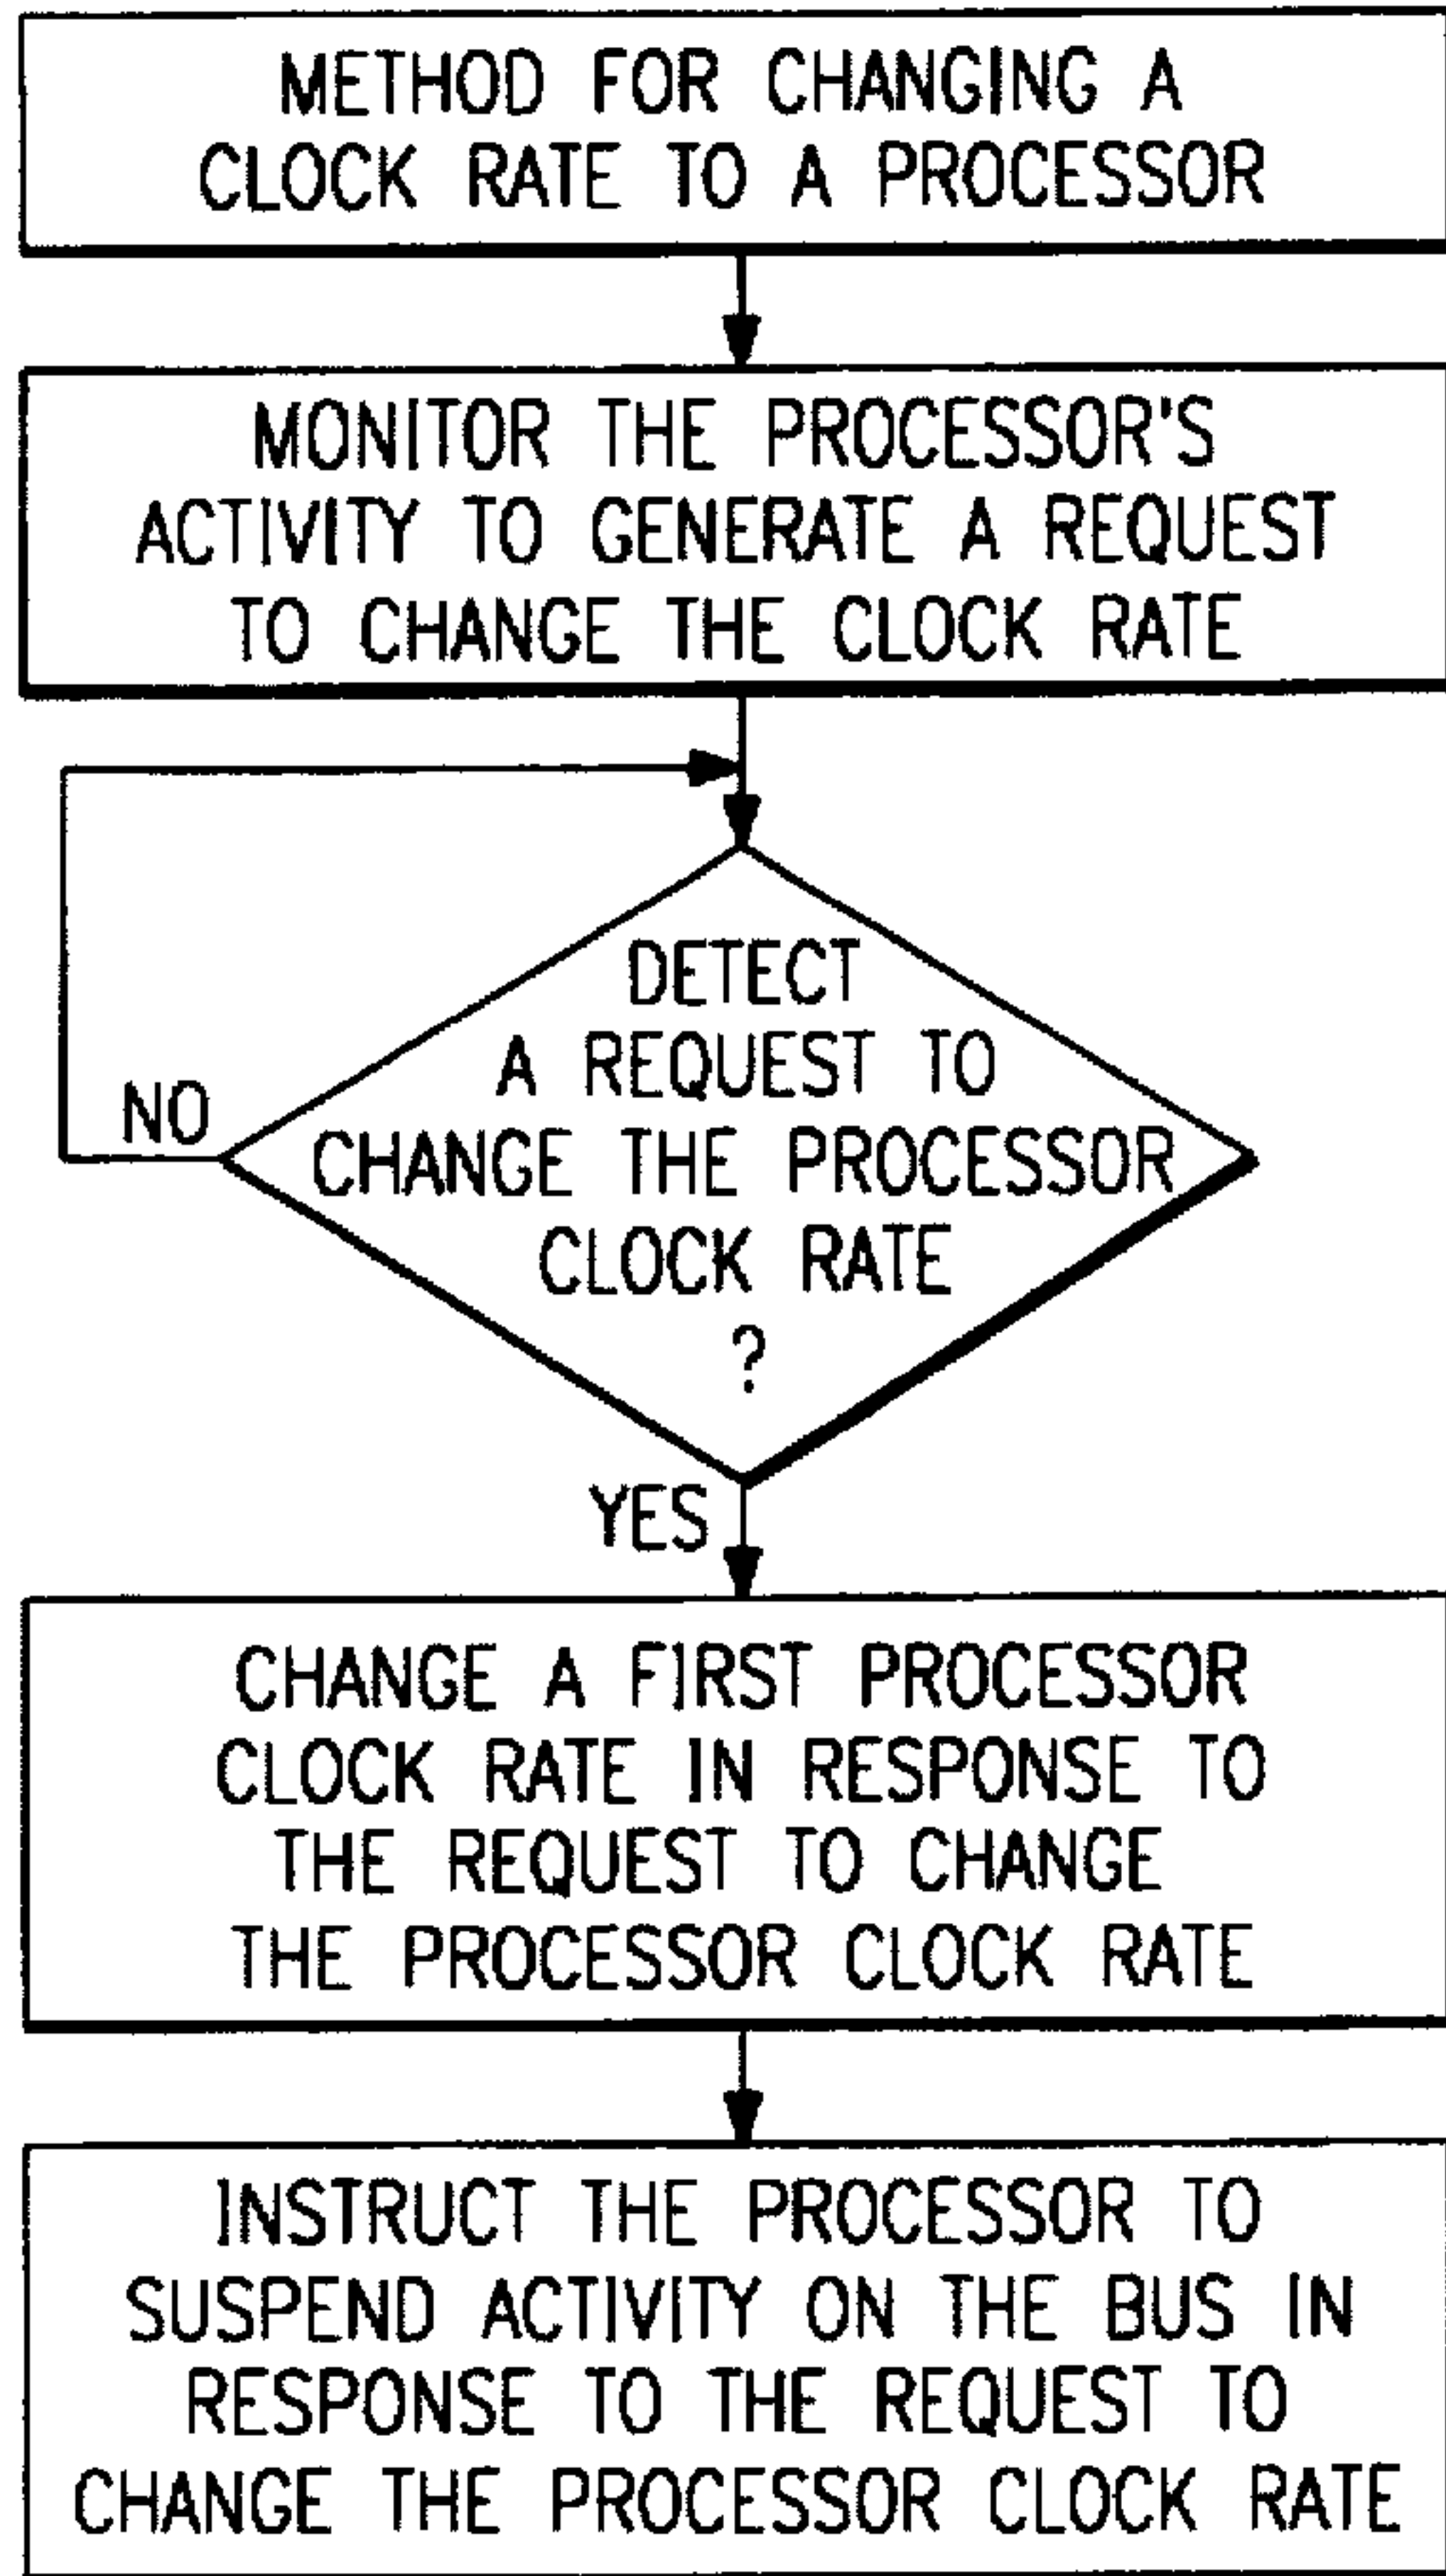 METHOD FOR CHANGING A
CLOCK RATE TO A PROCESSOR
MONITOR THE PROCESSOR'S
ACTIVITY TO GENERATE A REQUEST
TO CHANGE THE CLOCK RATE
DETECT
A REQUEST TO
CHANGE THE PROCESSOR
CLOCK RATE
?
NO
YES
CHANGE A FIRST PROCESSOR
CLOCK RATE IN RESPONSE TO
THE REQUEST TO CHANGE
THE PROCESSOR CLOCK RATE
INSTRUCT THE PROCESSOR TO
SUSPEND ACTIVITY ON THE BUS IN
RESPONSE TO THE REQUEST TO
CHANGE THE PROCESSOR CLOCK RATE